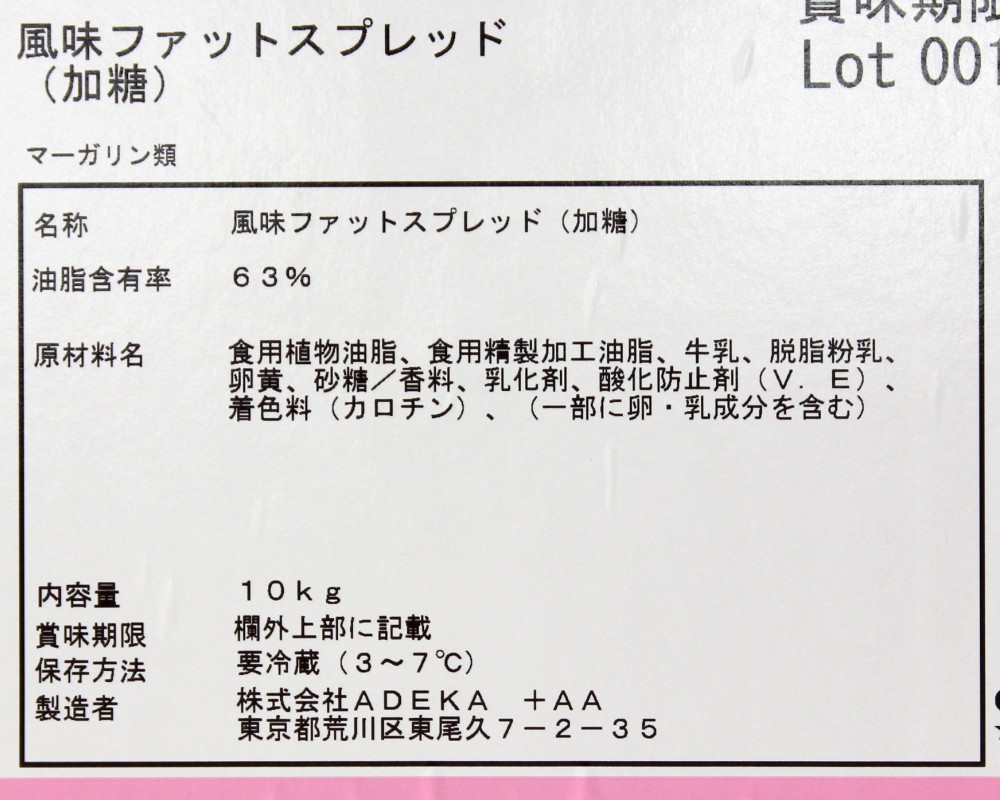 風味ファットスプレッド
（加糖）
賞味期限
Lot 001
マーガリン類
名称 風味ファットスプレッド（加糖）
油脂含有率 ６３％
原材料名 食用植物油脂、食用精製加工油脂、牛乳、脱脂粉乳、
卵黄、砂糖／香料、乳化剤、酸化防止剤（Ｖ．Ｅ）、
着色料（カロチン）、（一部に卵・乳成分を含む）
内容量 １０ｋｇ
賞味期限 欄外上部に記載
保存方法 要冷蔵（３～７℃）
製造者 株式会社ＡＤＥＫＡ ＋ＡＡ
東京都荒川区東尾久７－２－３５